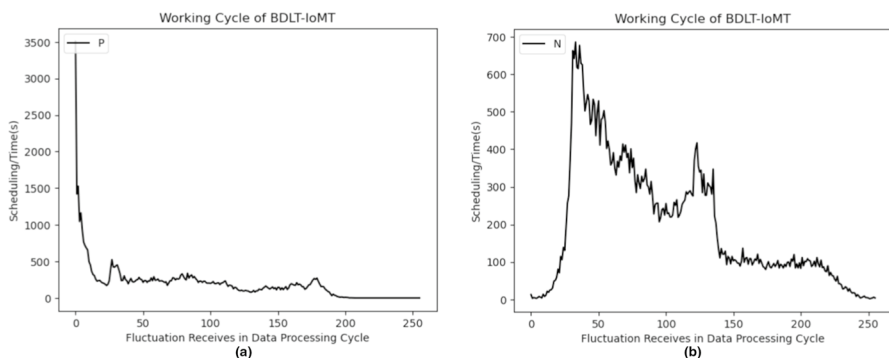 Working Cycle of BDLT-IoMT
P
3500
3000
2500
2000
1500
1000
500
0
Scheduling/Time(s)
0 50 100 150 200 250
Fluctuation Receives in Data Processing Cycle
(a)
Working Cycle of BDLT-IoMT
N
700
600
500
400
300
200
100
0
Scheduling/Time(s)
0 50 100 150 200 250
Fluctuation Receives in Data Processing Cycle
(b)